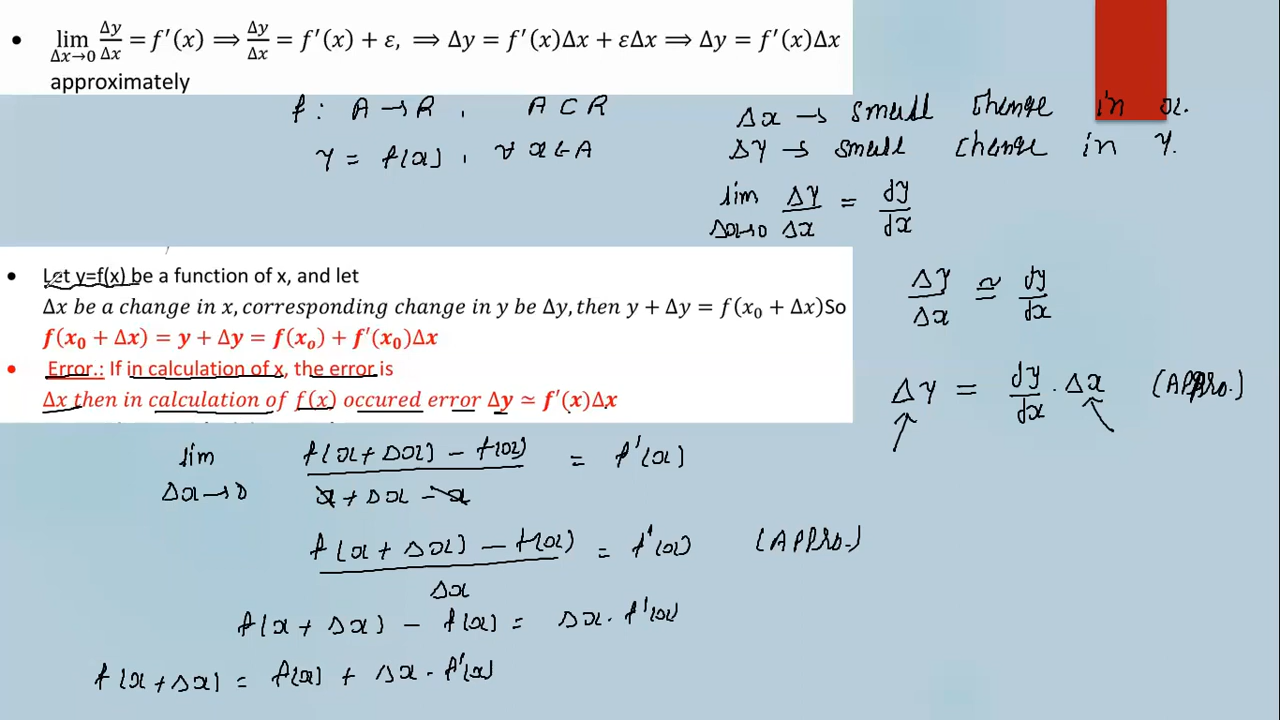 • lim Δx→0 Δy/Δx = f′(x) ⟹ Δy/Δx = f′(x) + ε, ⟹ Δy = f′(x)Δx + εΔx ⟹ Δy = f′(x)Δx
approximately
f : A → R , A ⊂ R
y = f(x) , ∀ x ∈ A
Δx → small change in x.
Δy → small change in y.
lim Δx→0 Δy/Δx = dy/dx
Δy/Δx ≅ dy/dx
Δy = dy/dx · Δx (APPRO.)
• Let y=f(x) be a function of x, and let
Δx be a change in x, corresponding change in y be Δy, then y + Δy = f(x₀ + Δx)So
f(x₀ + Δx) = y + Δy = f(xₒ) + f′(x₀)Δx
• Error.: If in calculation of x, the error is
Δx then in calculation of f(x) occured error Δy ≃ f′(x)Δx
lim Δx→0 f(x+Δx) − f(x) / x + Δx − x = f′(x)
f(x + Δx) − f(x) / Δx = f′(x) (APPRO.)
f(x + Δx) − f(x) = Δx · f′(x)
f(x+Δx) = f(x) + Δx · f′(x)